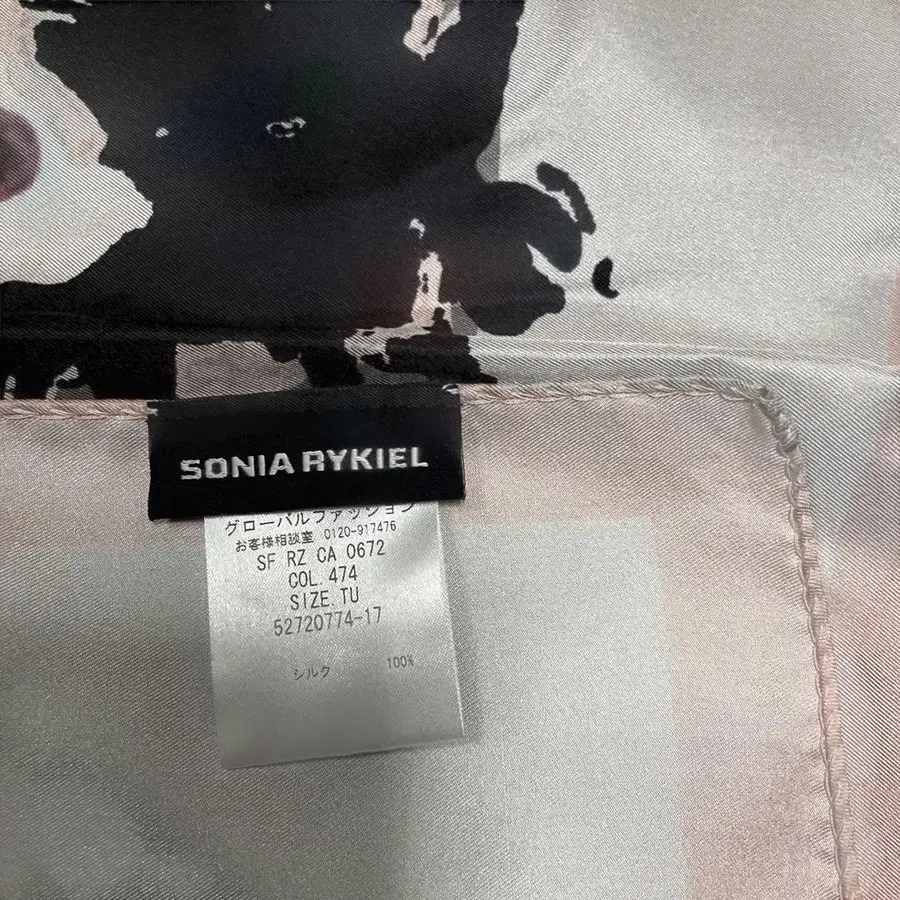 SONIA RYKIEL
グローバルファッション
お客様相談室 0120-917476
SF RZ CA 0672
COL. 474
SIZE. TU
52720774-17
シルク 100%